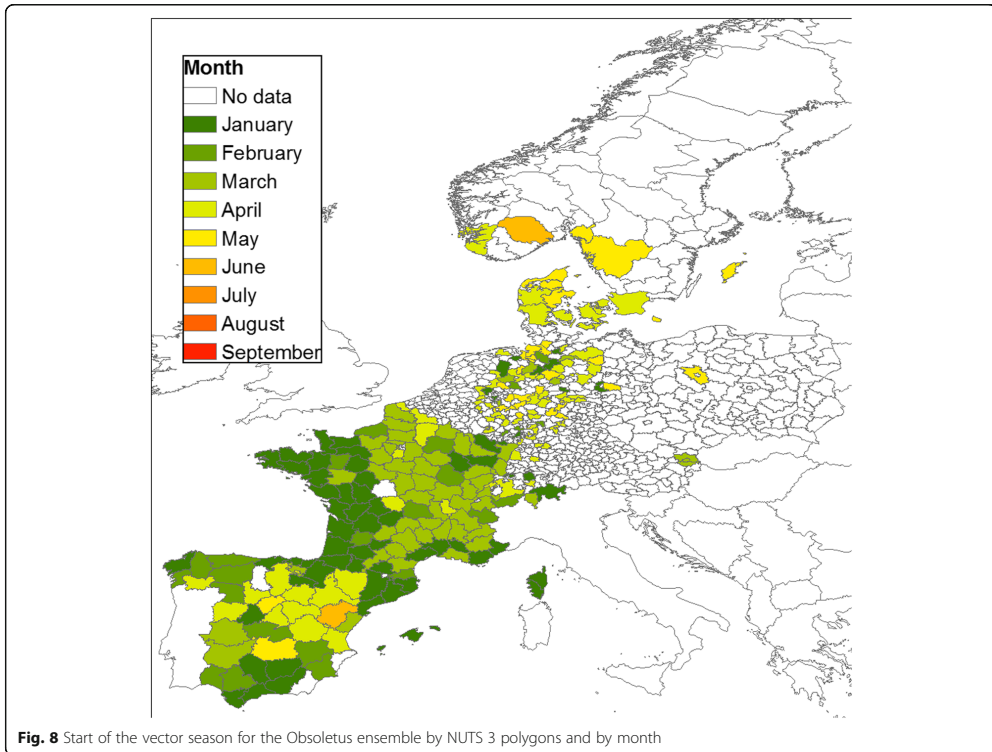 Month
No data
January
February
March
April
May
June
July
August
September
Fig. 8 Start of the vector season for the Obsoletus ensemble by NUTS 3 polygons and by month